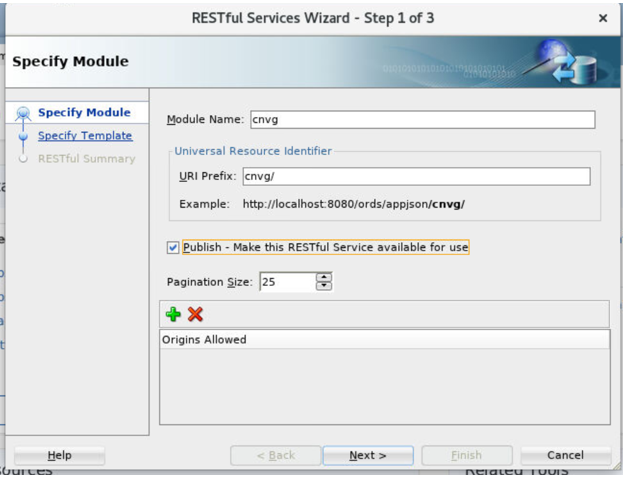 RESTful Services Wizard - Step 1 of 3
Specify Module
Specify Module
Specify Template
RESTful Summary
Module Name: cnvg
Universal Resource Identifier
URI Prefix: cnvg/
Example: http://localhost:8080/ords/appjson/cnvg/
Publish - Make this RESTful Service available for use
Pagination Size: 25
Origins Allowed
Help
< Back
Next >
Finish
Cancel
Related Tools